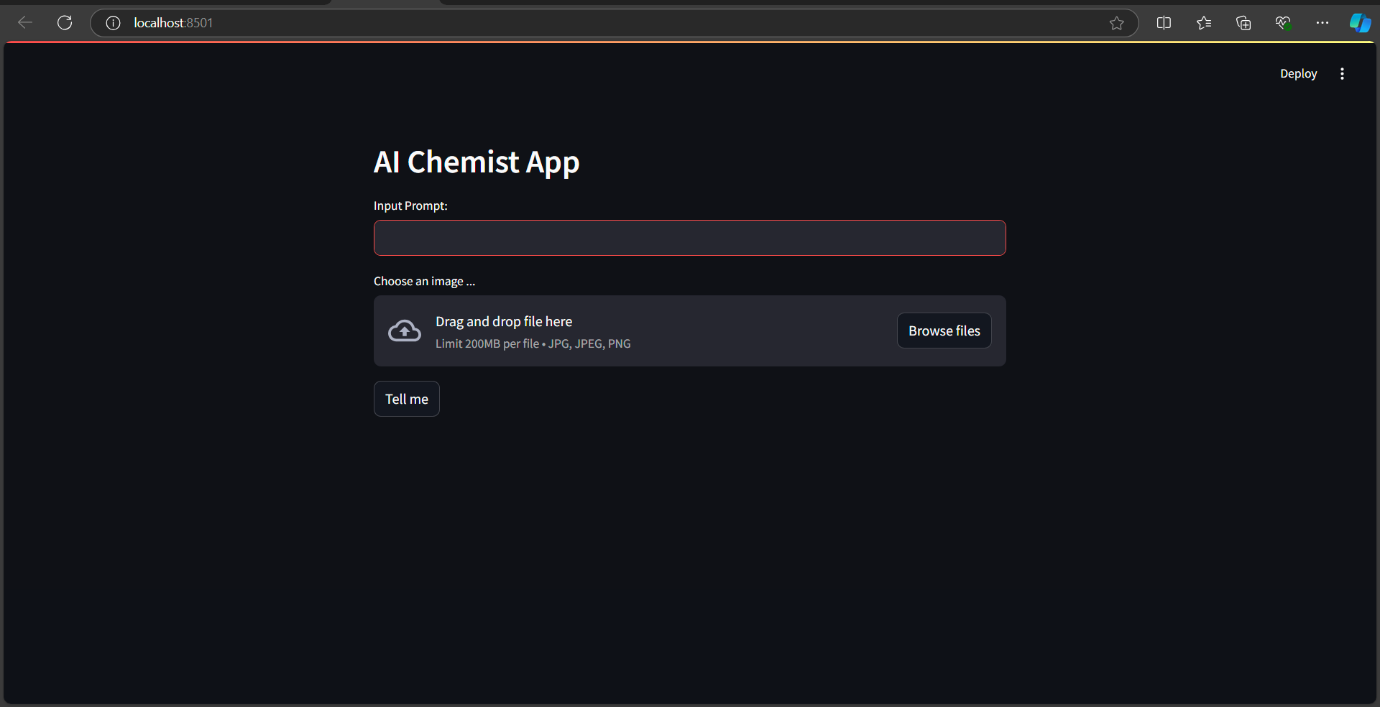 localhost:8501
Deploy
AI Chemist App
Input Prompt:
Choose an image ...
Drag and drop file here
Limit 200MB per file • JPG, JPEG, PNG
Browse files
Tell me